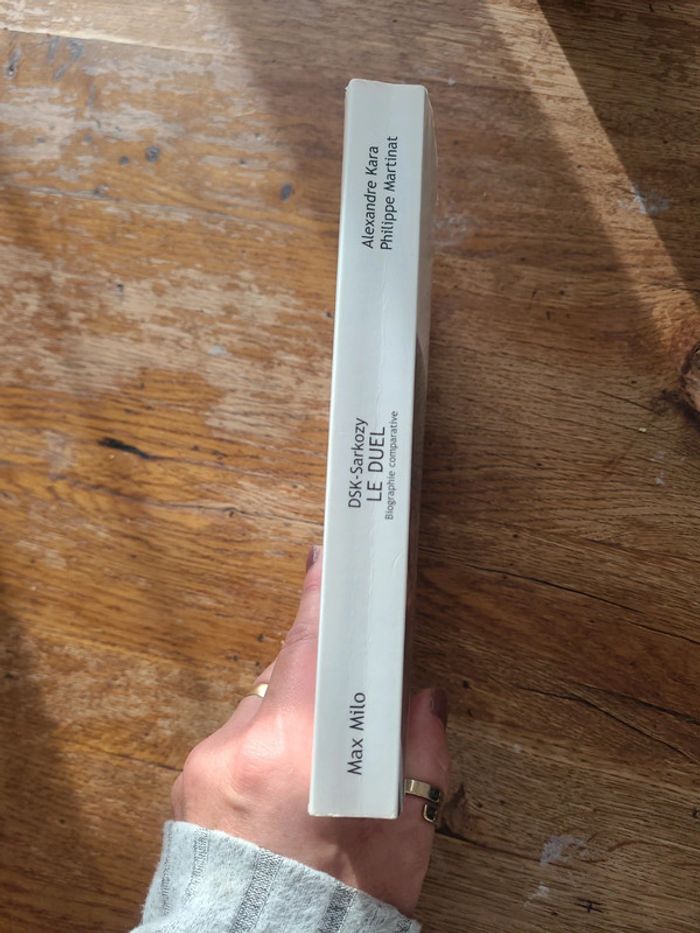 Alexandre Kara
Philippe Martinat
DSK-Sarkozy
LE DUEL
Biographie comparative
Max Milo